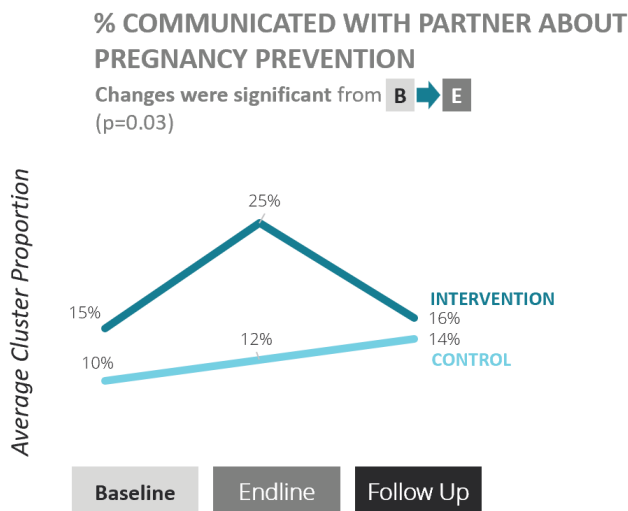 % COMMUNICATED WITH PARTNER ABOUT
PREGNANCY PREVENTION
Changes were significant from B E
(p=0.03)
Average Cluster Proportion
25%
15%
12%
10%
INTERVENTION
16%
14%
CONTROL
Baseline
Endline
Follow Up